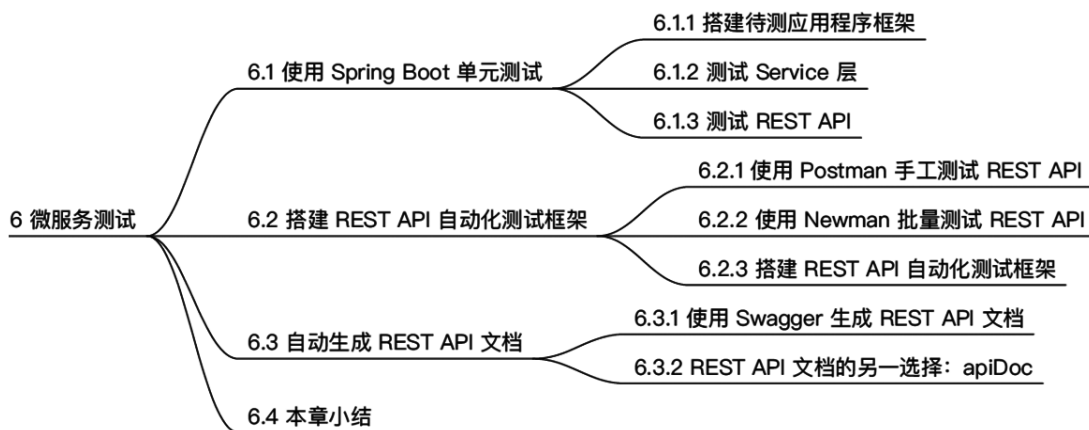 6 微服务测试
6.1 使用 Spring Boot 单元测试
6.1.1 搭建待测应用程序框架
6.1.2 测试 Service 层
6.1.3 测试 REST API
6.2 搭建 REST API 自动化测试框架
6.2.1 使用 Postman 手工测试 REST API
6.2.2 使用 Newman 批量测试 REST API
6.2.3 搭建 REST API 自动化测试框架
6.3 自动生成 REST API 文档
6.3.1 使用 Swagger 生成 REST API 文档
6.3.2 REST API 文档的另一选择：apiDoc
6.4 本章小结